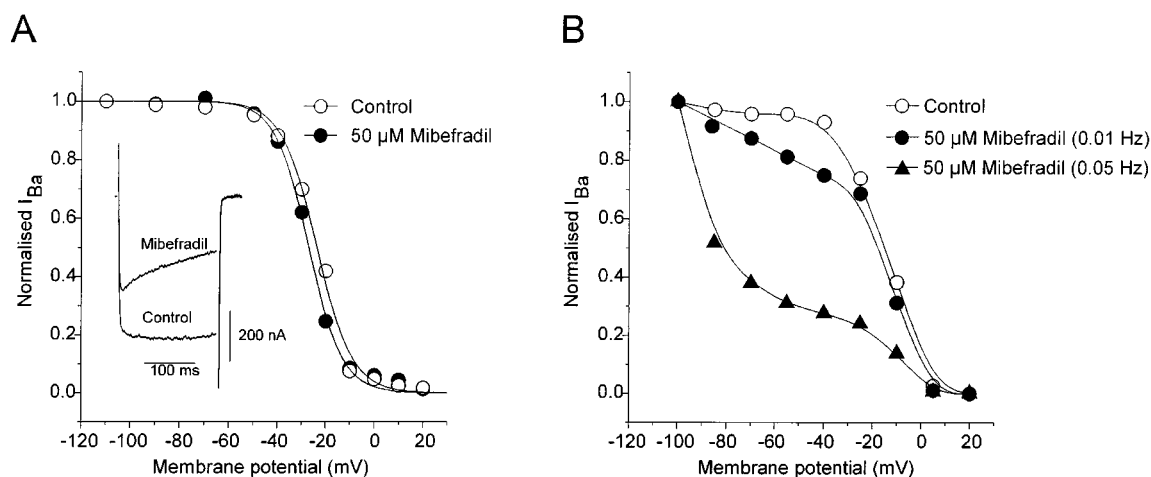 A
B
Normalised I_Ba
1.0
0.8
0.6
0.4
0.2
0.0
-120 -100 -80 -60 -40 -20 0 20
Membrane potential (mV)
Control
50 µM Mibefradil
Mibefradil
Control
100 ms
200 nA
Normalised I_Ba
1.0
0.8
0.6
0.4
0.2
0.0
-120 -100 -80 -60 -40 -20 0 20
Membrane potential (mV)
Control
50 µM Mibefradil (0.01 Hz)
50 µM Mibefradil (0.05 Hz)